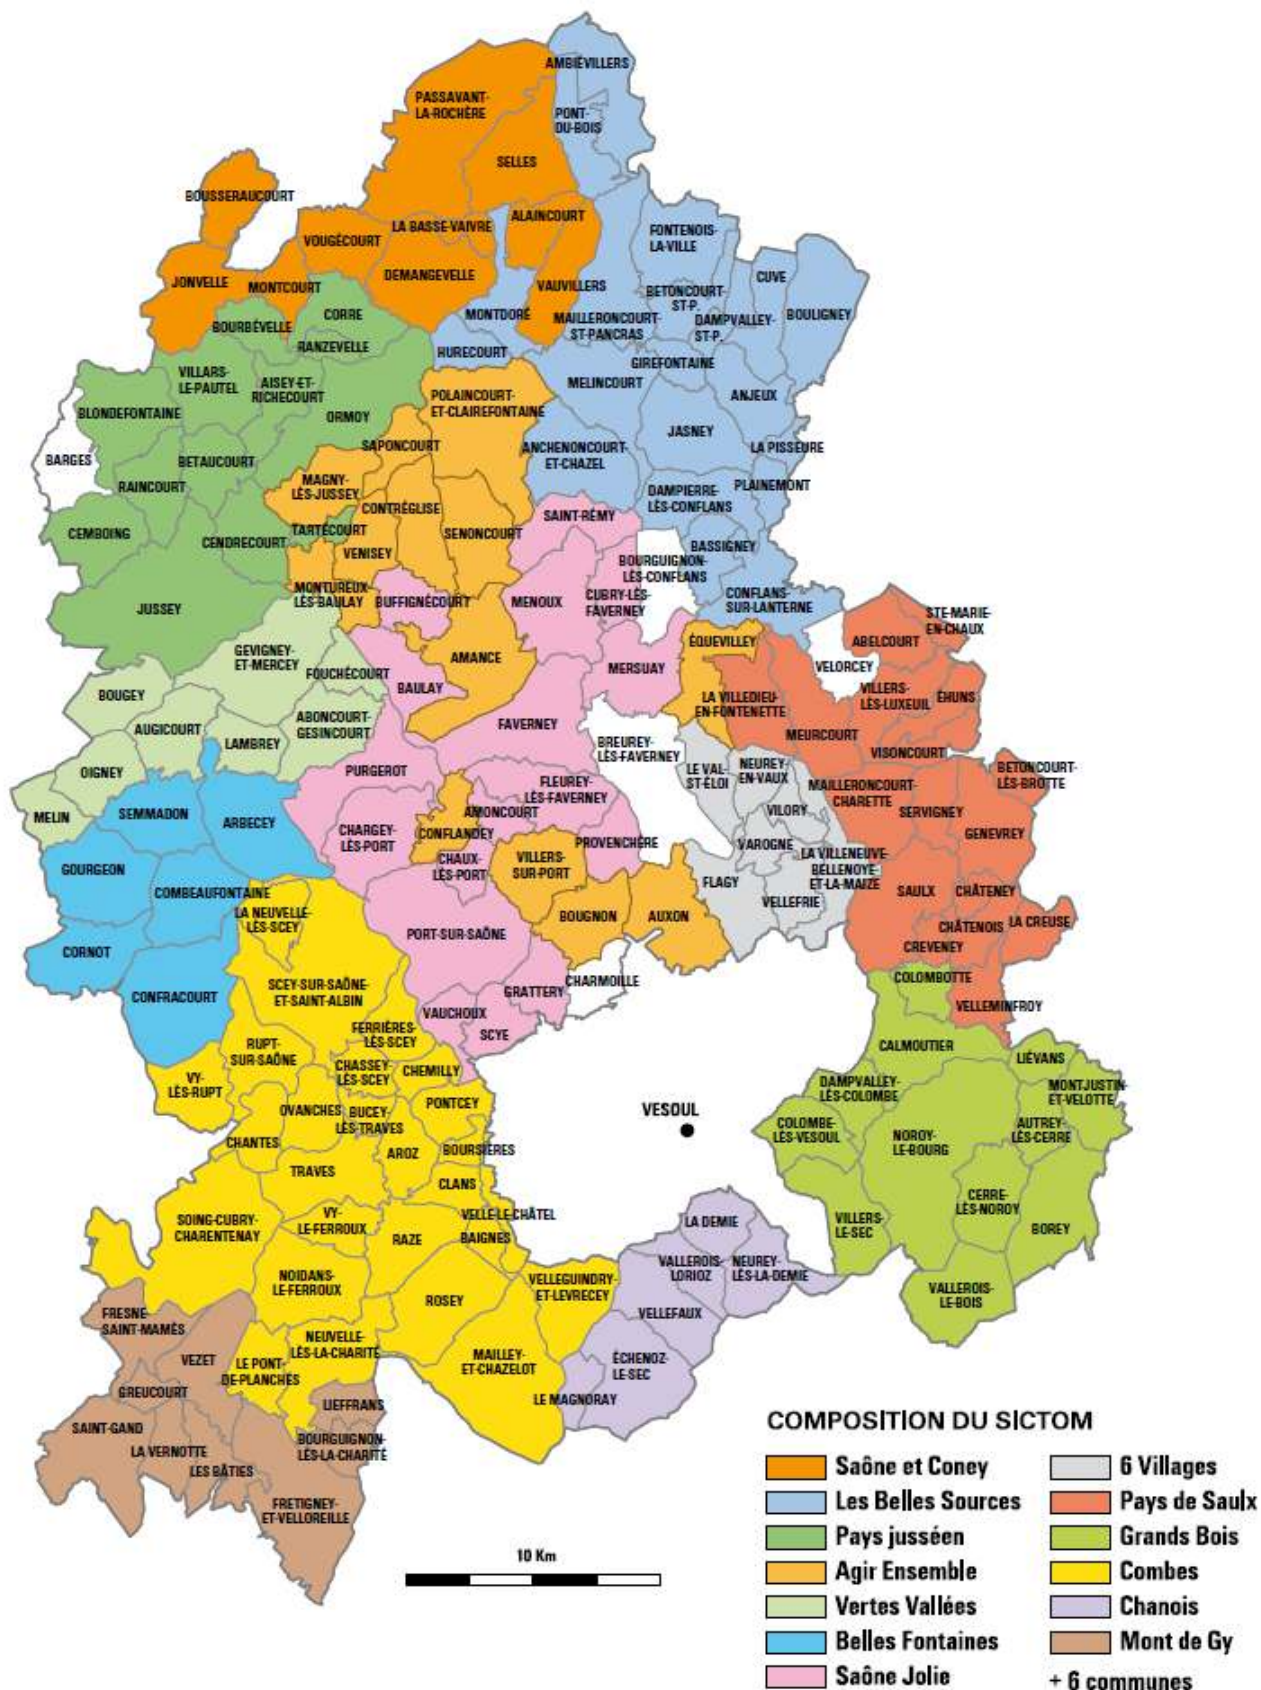 AMBIÉVILLERS
PASSAVANT-
LA-ROCHÈRE
PONT-
DU-BOIS
SELLES
BOUSSERAUCOURT
ALAINCOURT
LA BASSE-VAIVRE
VOUGÉCOURT
FONTENOIS-
LA-VILLE
DEMANGEVELLE
JONVELLE
MONTCOURT
VAUVILLERS
CUVE
BETONCOURT-
ST-P.
BOULIGNEY
CORRE
MONTDORÉ
MAILLERONCOURT-
ST-PANCRAS
DAMPVALLEY-
ST-P.
BOURBÉVELLE
RANZEVELLE
HURECOURT
GIREFONTAINE
VILLARS-
LE-PAUTEL
AISEY-ET-
RICHECOURT
MELINCOURT
POLAINCOURT-
ET-CLAIREFONTAINE
ANJEUX
BLONDEFONTAINE
ORMOY
JASNEY
SAPONCOURT
ANCHENONCOURT-
ET-CHAZEL
LA PISSEURE
BARGES
BETAUCOURT
RAINCOURT
MAGNY-
LÈS-JUSSEY
PLAINEMONT
DAMPIERRE-
LÈS-CONFLANS
CONTRÉGLISE
SAINT-RÉMY
CEMBOING
CENDRECOURT
TARTÉCOURT
SENONCOURT
VENISEY
BASSIGNEY
BOURGUIGNON-
LÈS-CONFLANS
MONTUREUX-
LÈS-BAULAY
BUFFIGNÉCOURT
MENOUX
CUBRY-LÈS-
FAVERNEY
CONFLANS-
SUR-LANTERNE
JUSSEY
STE-MARIE-
EN-CHAUX
ABELCOURT
ÉQUEVILLEY
GEVIGNEY-
ET-MERCEY
AMANCE
MERSUAY
VELORCEY
FOUCHÉCOURT
BAULAY
VILLERS-
LÈS-LUXEUIL
ÉHUNS
BOUGEY
LA VILLEDIEU-
EN-FONTENETTE
AUGICOURT
ABONCOURT-
GESINCOURT
FAVERNEY
MEURCOURT
LAMBREY
BREUREY-
LÈS-FAVERNEY
VISONCOURT
OIGNEY
PURGEROT
LE VAL-
ST-ÉLOI
NEUREY-
EN-VAUX
BETONCOURT-
LÈS-BROTTE
FLEUREY-
LÈS-FAVERNEY
MAILLERONCOURT-
CHARETTE
MELIN
SEMMADON
ARBECEY
AMONCOURT
VILORY
SERVIGNEY
CHARGEY-
LÈS-PORT
CONFLANDEY
GENEVREY
PROVENCHÈRE
VAROGNE
GOURGEON
CHAUX-
LÈS-PORT
VILLERS-
SUR-PORT
LA VILLENEUVE-
BELLENOYE-
ET-LA-MAIZE
COMBEAUFONTAINE
FLAGY
SAULX
CHÂTENEY
VELLEFRIE
LA NEUVELLE-
LÈS-SCEY
BOUGNON
AUXON
LA CREUSE
CHÂTENOIS
PORT-SUR-SAÔNE
CREVENEY
CORNOT
CHARMOILLE
COLOMBOTTE
SCEY-SUR-SAÔNE-
ET-SAINT-ALBIN
CONFRACOURT
GRATTERY
VELLEMINFROY
VAUCHOUX
SCYE
FERRIÈRES-
LÈS-SCEY
RUPT-
SUR-SAÔNE
CALMOUTIER
LIÉVANS
CHASSEY-
LÈS-SCEY
CHEMILLY
VY-
LÈS-RUPT
DAMPVALLEY-
LÈS-COLOMBE
MONTJUSTIN-
ET-VELOTTE
OVANCHES
BUCEY-
LÈS-TRAVES
PONTCEY
VESOUL
COLOMBE-
LÈS-VESOUL
AUTREY-
LÈS-CERRE
NOROY-
LE-BOURG
CHANTES
AROZ
BOURSIÈRES
TRAVES
CLANS
CERRE-
LÈS-NOROY
SOING-CUBRY-
CHARENTENAY
VY-
LE-FERROUX
VELLE-LE-CHÂTEL
RAZE
BAIGNES
LA DEMIE
VILLERS-
LE-SEC
BOREY
VALLEROIS-
LORIOZ
NEUREY-
LÈS-LA-DEMIE
NOIDANS-
LE-FERROUX
VELLEGUINDRY-
ET-LEVRECEY
VALLEROIS-
LE-BOIS
ROSEY
FRESNE-
SAINT-MAMÈS
VELLEFAUX
NEUVELLE-
LÈS-LA-CHARITÉ
MAILLEY-
ET-CHAZELOT
VEZET
LE PONT-
DE-PLANCHES
ÉCHENOZ-
LE-SEC
GREUCOURT
LE MAGNORAY
LIEFFRANS
SAINT-GAND
LA VERNOTTE
BOURGUIGNON-
LÈS-LA-CHARITÉ
LES BÂTIES
FRETIGNEY-
ET-VELLOREILLE
10 Km
COMPOSITION DU SICTOM
Saône et Coney
Les Belles Sources
Pays jusséen
Agir Ensemble
Vertes Vallées
Belles Fontaines
Saône Jolie
6 Villages
Pays de Saulx
Grands Bois
Combes
Chanois
Mont de Gy
+ 6 communes